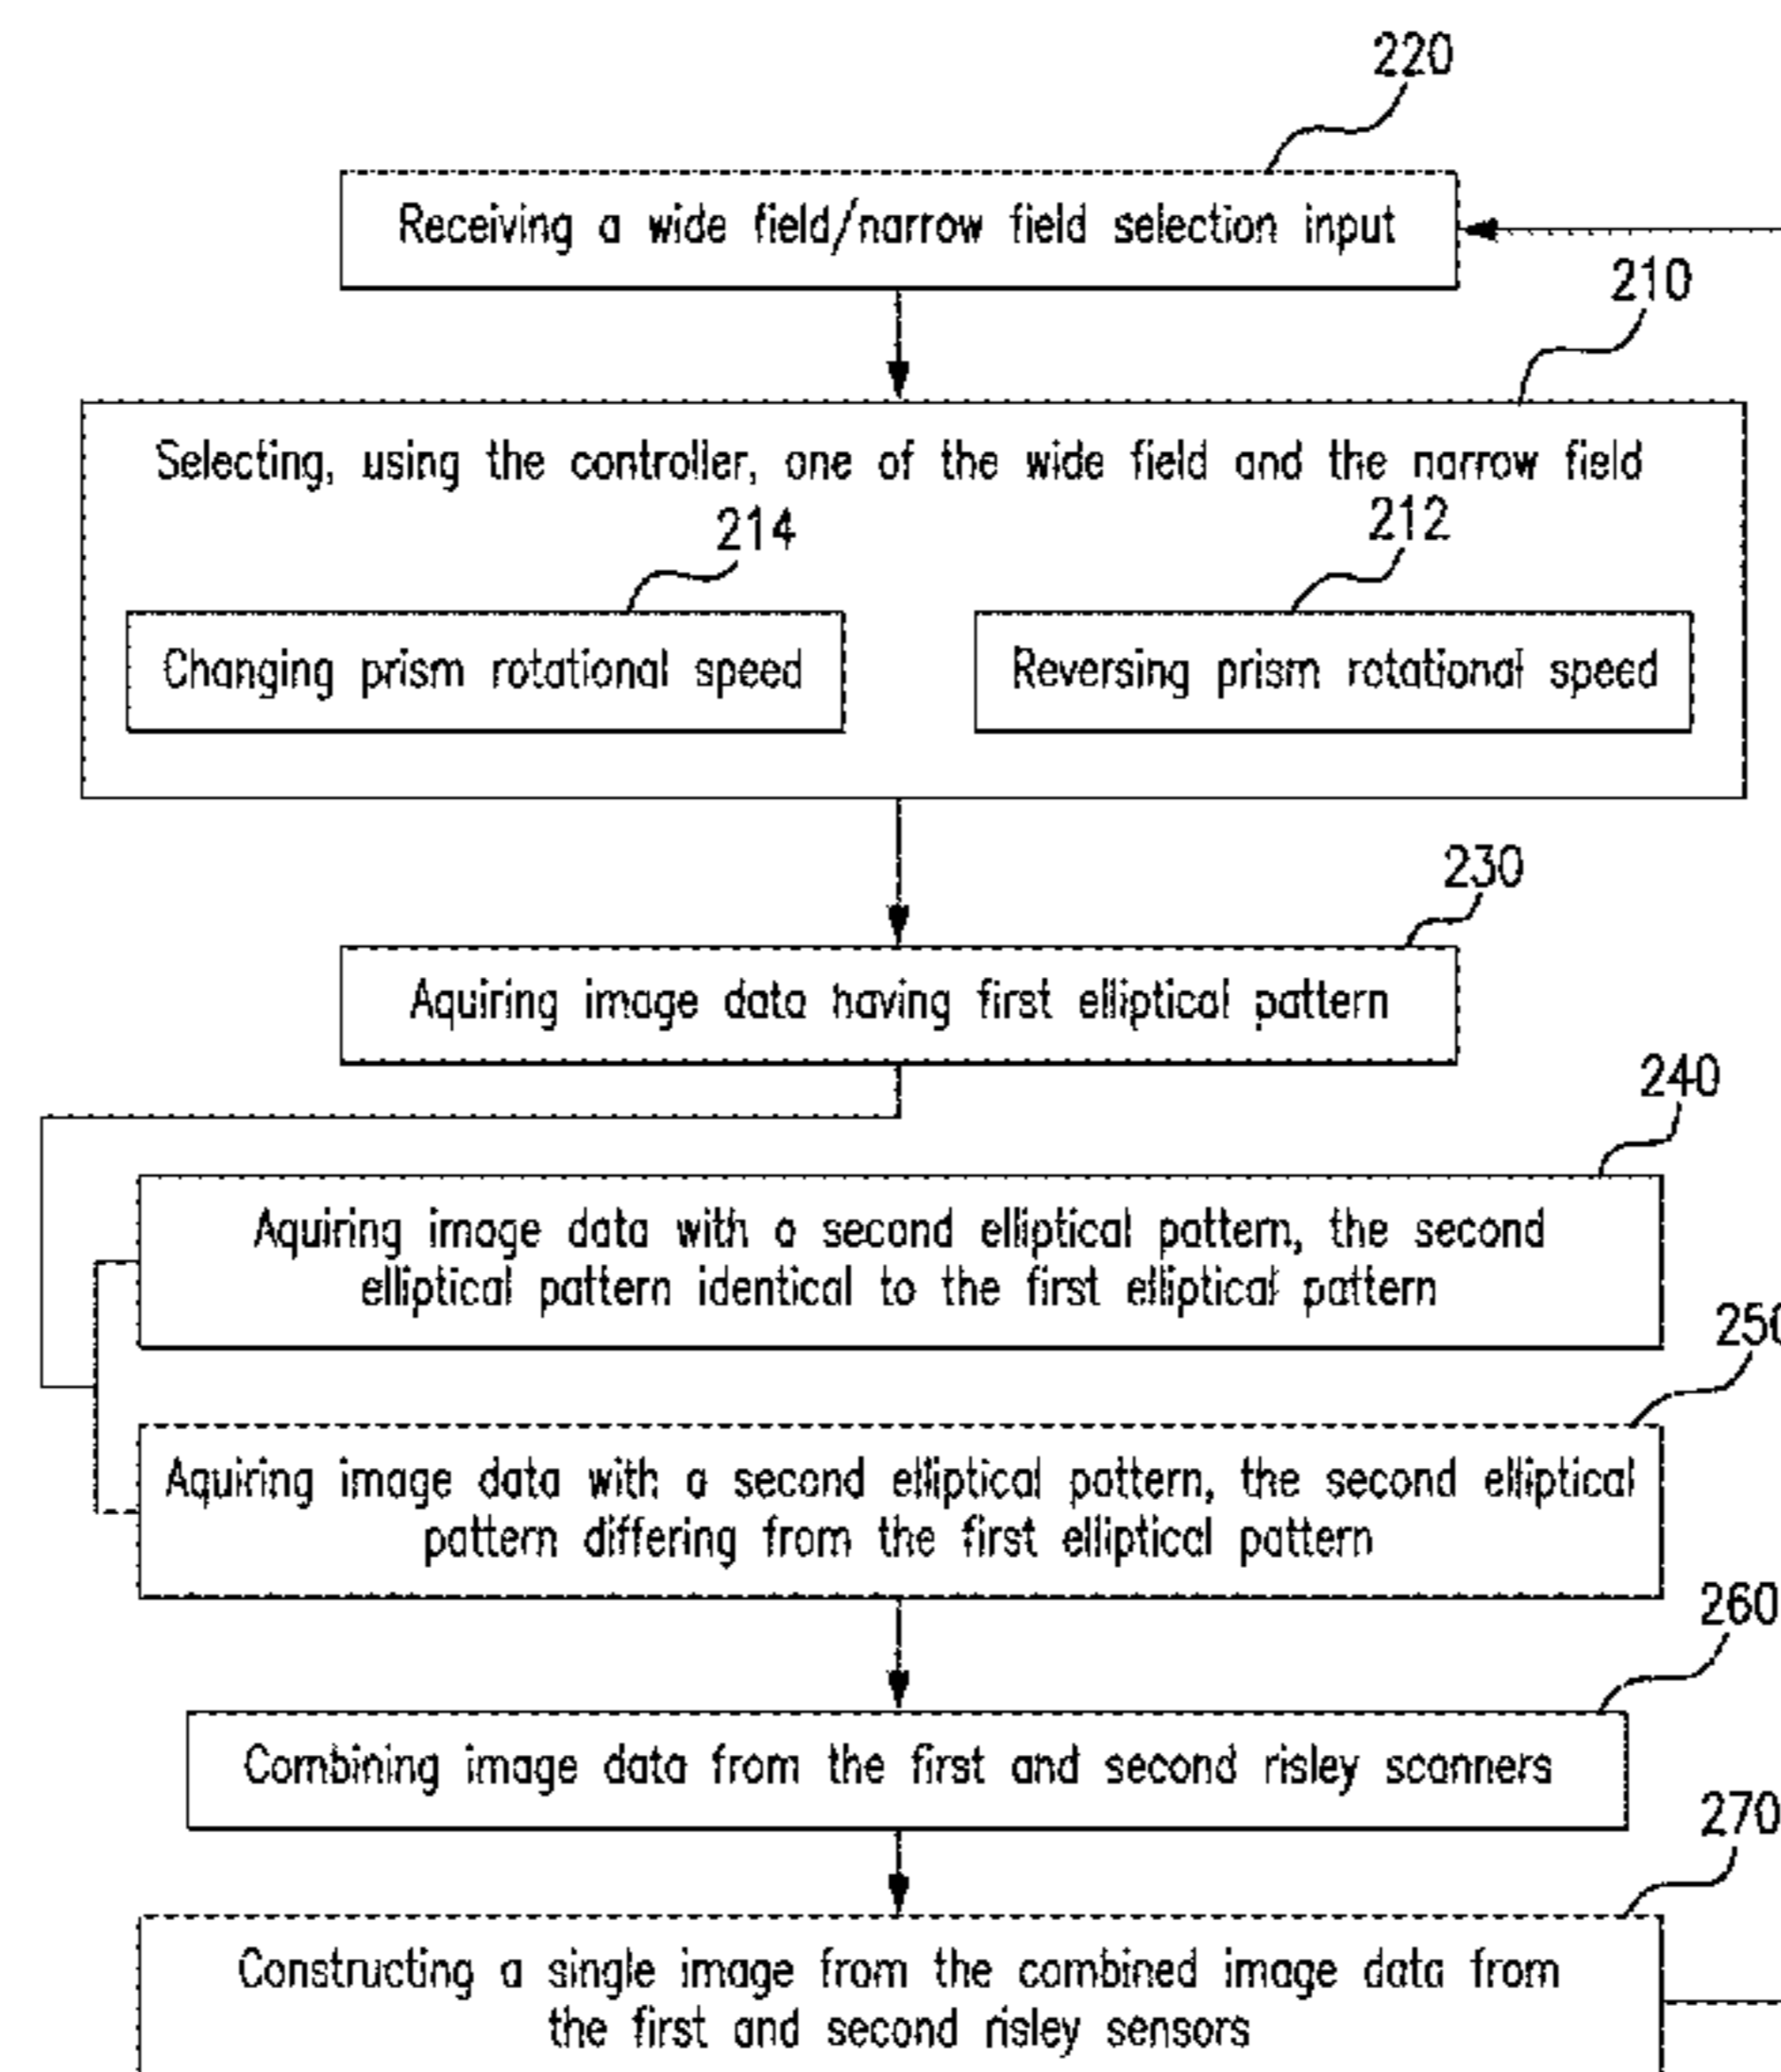 220
Receiving a wide field/narrow field selection input
210
Selecting, using the controller, one of the wide field and the narrow field
214
212
Changing prism rotational speed
Reversing prism rotational speed
230
Aquiring image data having first elliptical pattern
240
Aquiring image data with a second elliptical pattern, the second
elliptical pattern identical to the first elliptical pattern
250
Aquiring image data with a second elliptical pattern, the second elliptical
pattern differing from the first elliptical pattern
260
Combining image data from the first and second risley scanners
270
Constructing a single image from the combined image data from
the first and second risley sensors